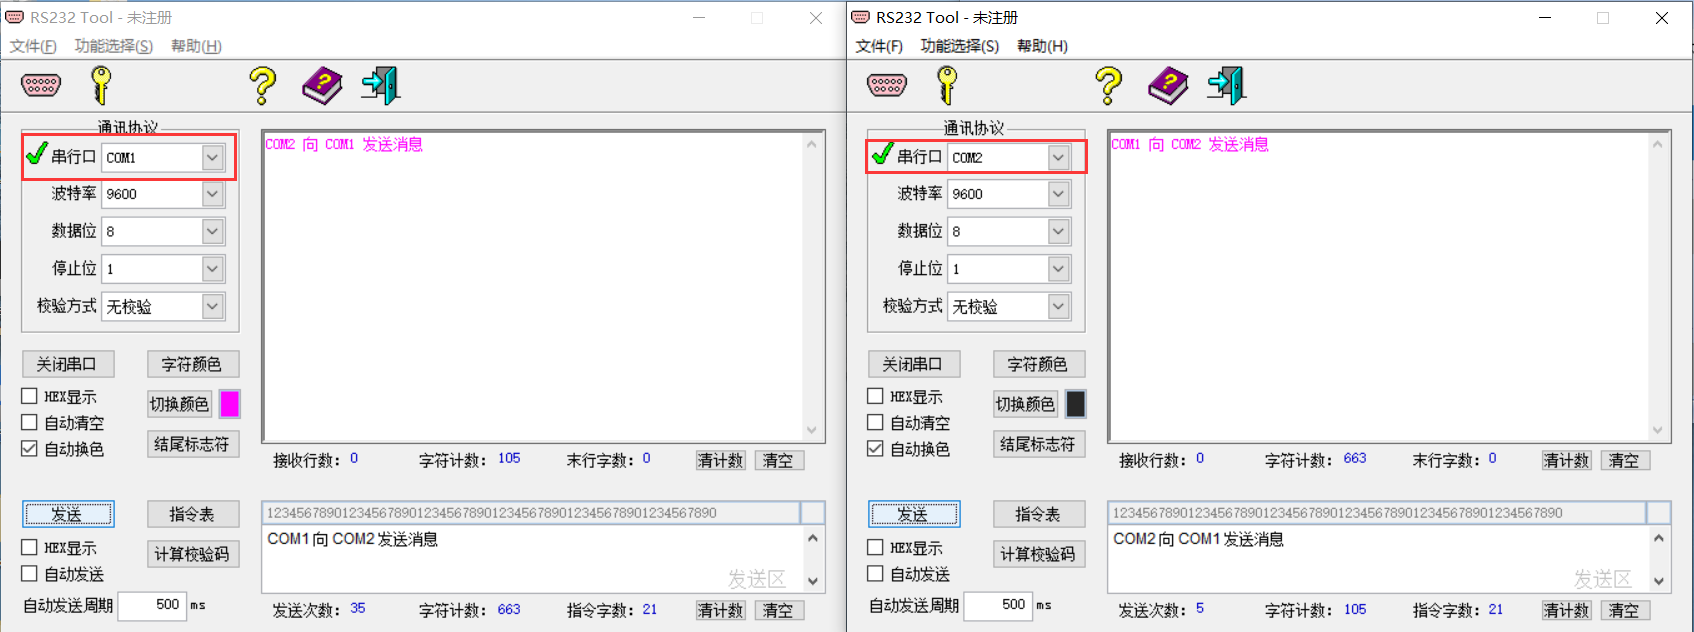 RS232 Tool - 未注册
文件(F) 功能选择(S) 帮助(H)
通讯协议
串行口 COM1
波特率 9600
数据位 8
停止位 1
校验方式 无校验
关闭串口 字符颜色
HEX显示
切换颜色
自动清空
自动换色
结尾标志符
COM2 向 COM1 发送消息
接收行数: 0 字符计数: 105 末行字数: 0 清计数 清空
发送 指令表
HEX显示
计算校验码
自动发送
自动发送周期 500 ms
123456789012345678901234567890123456789012345678901234567890
COM1 向 COM2 发送消息
发送区
发送次数: 35 字符计数: 663 指令字数: 21 清计数 清空
RS232 Tool - 未注册
文件(F) 功能选择(S) 帮助(H)
通讯协议
串行口 COM2
波特率 9600
数据位 8
停止位 1
校验方式 无校验
关闭串口 字符颜色
HEX显示
切换颜色
自动清空
自动换色
结尾标志符
COM1 向 COM2 发送消息
接收行数: 0 字符计数: 663 末行字数: 0 清计数 清空
发送 指令表
HEX显示
计算校验码
自动发送
自动发送周期 500 ms
123456789012345678901234567890123456789012345678901234567890
COM2 向 COM1 发送消息
发送区
发送次数: 5 字符计数: 105 指令字数: 21 清计数 清空